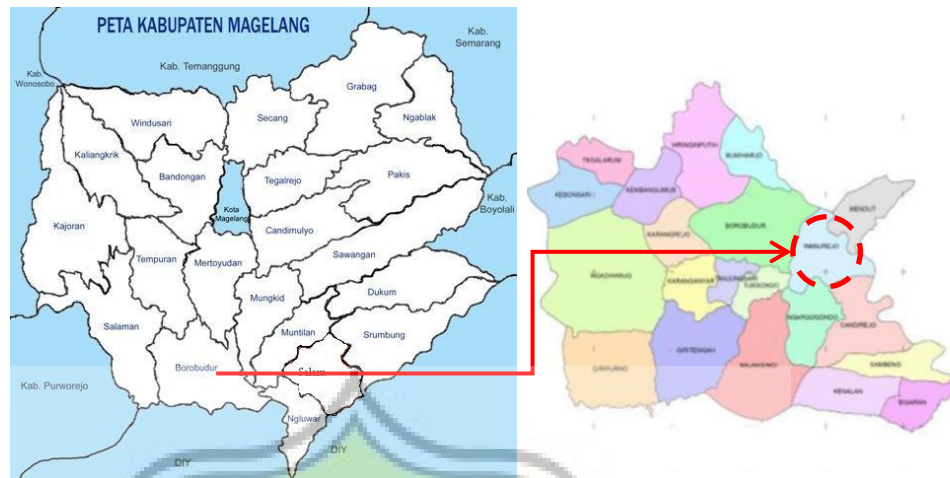 PETA KABUPATEN MAGELANG
Kab.
Semarang
Kab. Temanggung
Kab.
Wonosobo
Grabag
Windusari
Secang
Ngablak
Kaliangkrik
Bandongan
Tegalrejo
Pakis
Kota
Magelang
Kab.
Boyolali
Kajoran
Candimulyo
Tempuran
Mertoyudan
Sawangan
Mungkid
Dukum
Salaman
Muntilan
Srumbung
Borobudur
Salam
Kab. Purworejo
Ngluwar
DIY
DIY
WRINGINPUTIH
BUMIHARJO
TEGALARUM
KEBONSARI
KEMBANGLIMUS
MENDUT
KARANGREJO
BOROBUDUR
WANUREJO
NGADIHARJO
KARANGANYAR
TANJUNGSARI
TUKSONGO
NGARGOGONDO
CANDIREJO
GIRIPURNO
GIRITENGAH
MAJAKSINGI
SAMBENG
KENALAN
BIGARAN